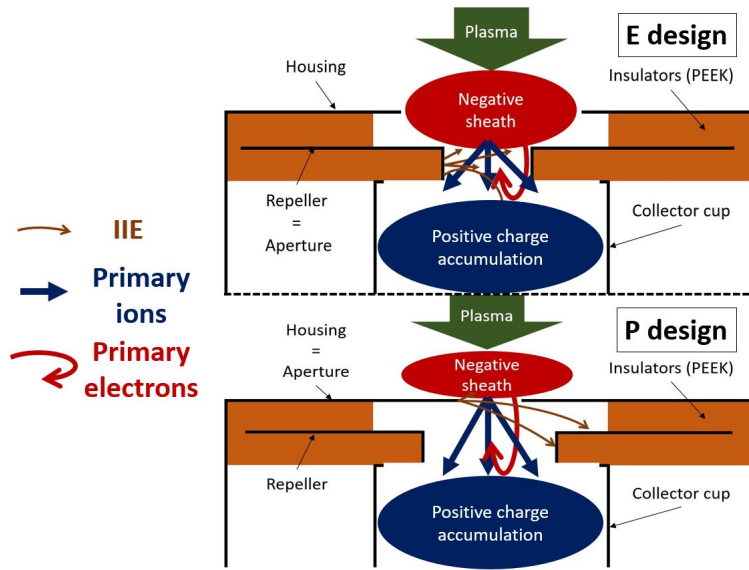 Plasma
E design
Housing
Insulators (PEEK)
Negative
sheath
Repeller
=
Aperture
Collector cup
Positive charge
accumulation
IIE
Primary
ions
Primary
electrons
Plasma
P design
Housing
=
Aperture
Insulators (PEEK)
Negative
sheath
Repeller
Collector cup
Positive charge
accumulation